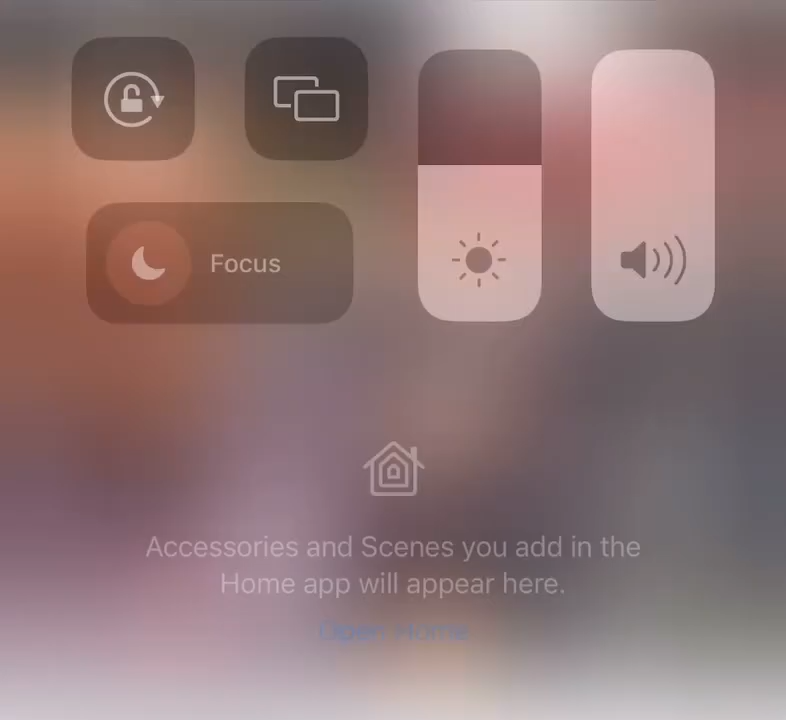 Focus
Accessories and Scenes you add in the
Home app will appear here.
Open Home